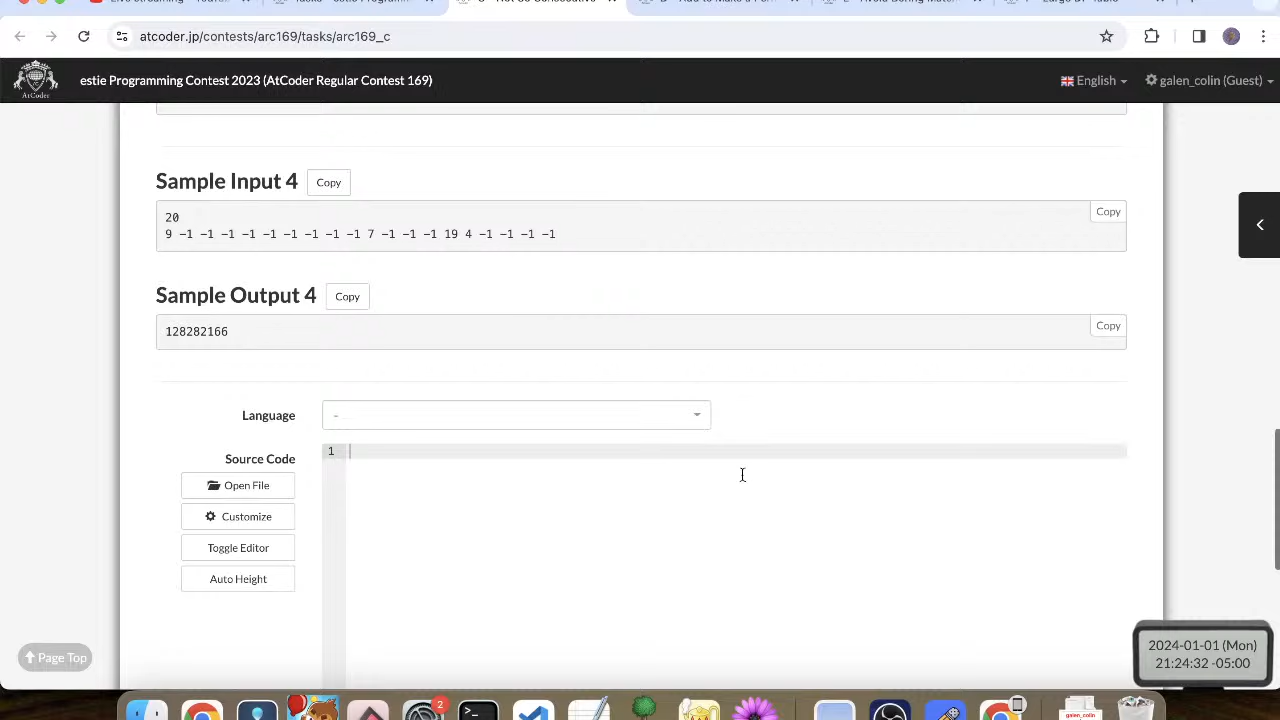 atcoder.jp/contests/arc169/tasks/arc169_c
estie Programming Contest 2023 (AtCoder Regular Contest 169)
English
galen_colin (Guest)
Sample Input 4
Copy
Copy
20
9 -1 -1 -1 -1 -1 -1 -1 -1 -1 7 -1 -1 -1 19 4 -1 -1 -1 -1
Sample Output 4
Copy
Copy
128282166
Language
-
Source Code
1
Open File
Customize
Toggle Editor
Auto Height
Page Top
2024-01-01 (Mon)
21:24:32 -05:00
2
galen_colin